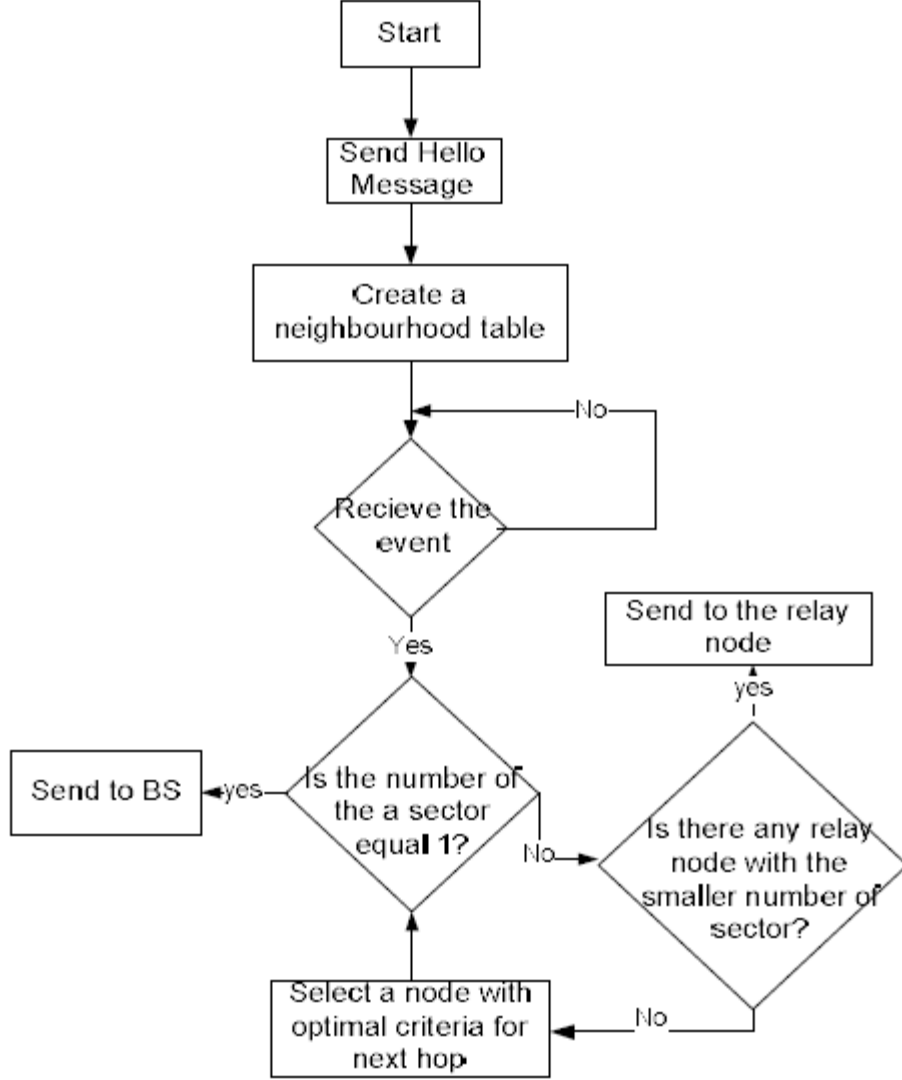 Start
Send Hello
Message
Create a
neighbourhood table
No
Recieve the
event
Yes
Send to the relay
node
yes
Send to BS
yes
Is the number of
the a sector
equal 1?
No
Is there any relay
node with the
smaller number of
sector?
No
Select a node with
optimal criteria for
next hop